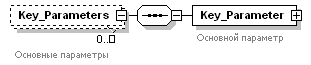 Key_Parameters
Key_Parameter
0..□
Основной параметр
Основные параметры